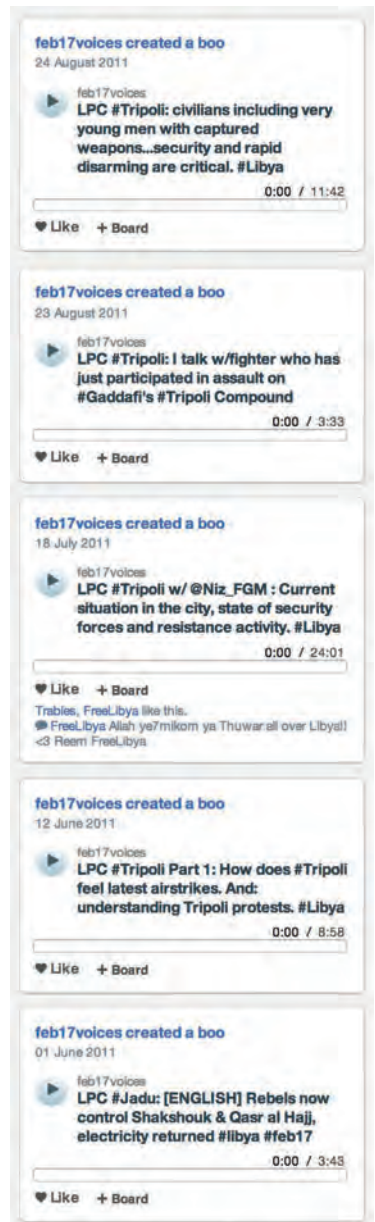 feb17voices created a boo
24 August 2011
feb17voices
LPC #Tripoli: civilians including very
young men with captured
weapons...security and rapid
disarming are critical. #Libya
0:00 / 11:42
Like + Board
feb17voices created a boo
23 August 2011
feb17voices
LPC #Tripoli: I talk w/fighter who has
just participated in assault on
#Gaddafi's #Tripoli Compound
0:00 / 3:33
Like + Board
feb17voices created a boo
18 July 2011
feb17voices
LPC #Tripoli w/ @Niz_FGM : Current
situation in the city, state of security
forces and resistance activity. #Libya
0:00 / 24:01
Like + Board
Trables, FreeLibya like this.
FreeLibya Allah ye7mikom ya Thuwar all over Libya!!
<3 Reem FreeLibya
feb17voices created a boo
12 June 2011
feb17voices
LPC #Tripoli Part 1: How does #Tripoli
feel latest airstrikes. And:
understanding Tripoli protests. #Libya
0:00 / 8:58
Like + Board
feb17voices created a boo
01 June 2011
feb17voices
LPC #Jadu: [ENGLISH] Rebels now
control Shakshouk & Qasr al Hajj,
electricity returned #libya #feb17
0:00 / 3:43
Like + Board